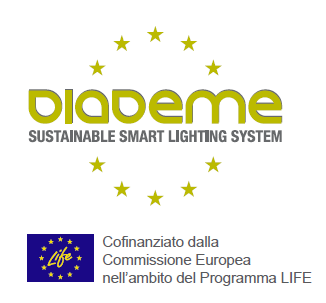 DIADEME
SUSTAINABLE SMART LIGHTING SYSTEM
Life
Cofinanziato dalla
Commissione Europea
nell'ambito del Programma LIFE